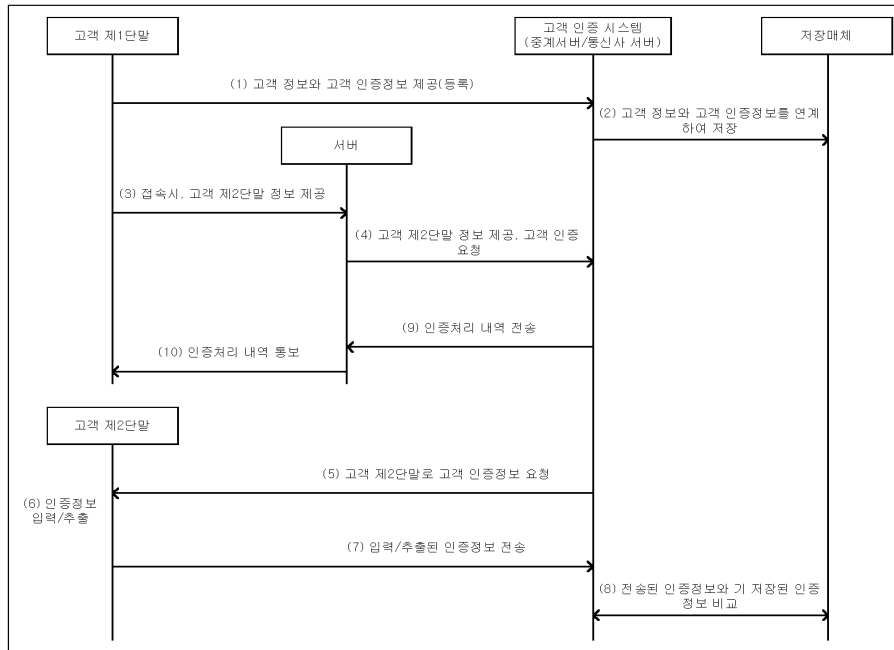 고객 제1단말
고객 인증 시스템
(중계서버/통신사 서버)
저장매체
(1) 고객 정보와 고객 인증정보 제공(등록)
(2) 고객 정보와 고객 인증정보를 연계
하여 저장
서버
(3) 접속시, 고객 제2단말 정보 제공
(4) 고객 제2단말 정보 제공, 고객 인증
요청
(9) 인증처리 내역 전송
(10) 인증처리 내역 통보
고객 제2단말
(5) 고객 제2단말로 고객 인증정보 요청
(6) 인증정보
입력/추출
(7) 입력/추출된 인증정보 전송
(8) 전송된 인증정보와 기 저장된 인증
정보 비교